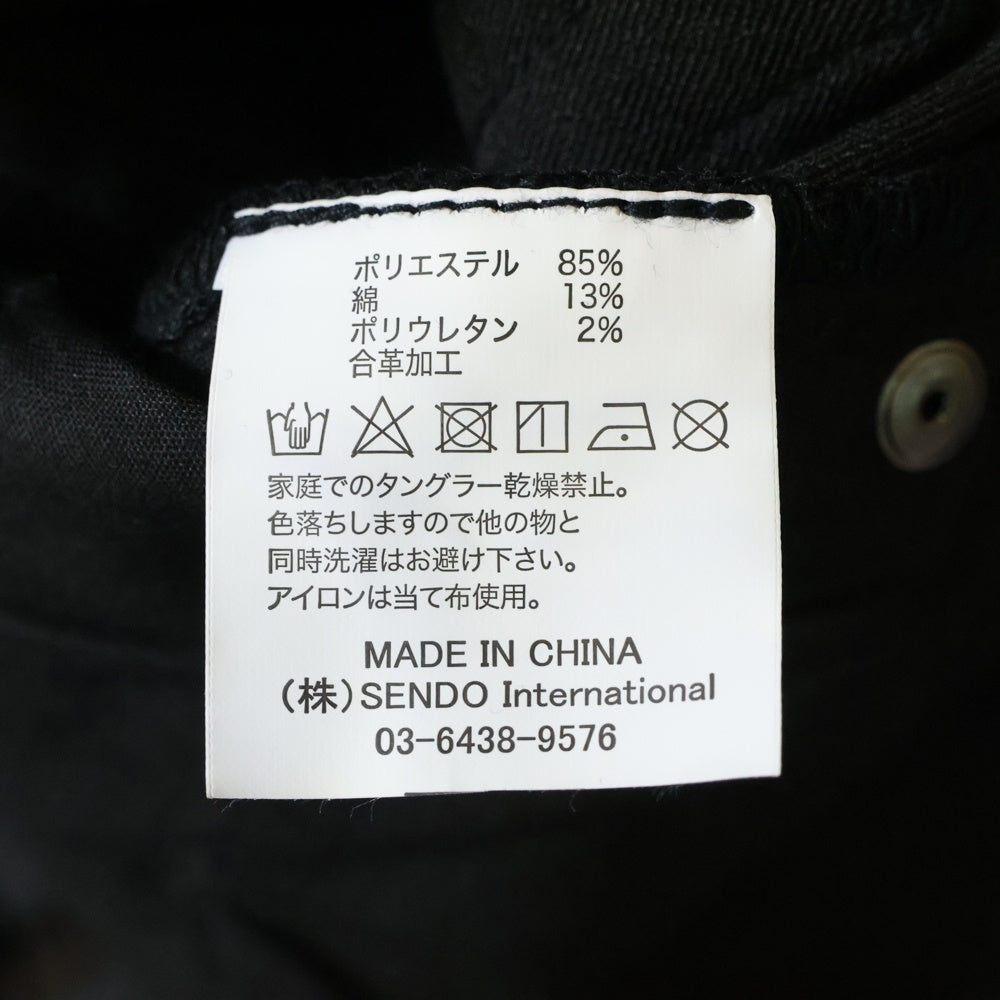 ポリエステル 85%
綿 13%
ポリウレタン 2%
合革加工
家庭でのタングラー乾燥禁止。
色落ちしますので他の物と
同時洗濯はお避け下さい。
アイロンは当て布使用。
MADE IN CHINA
(株)SENDO International
03-6438-9576